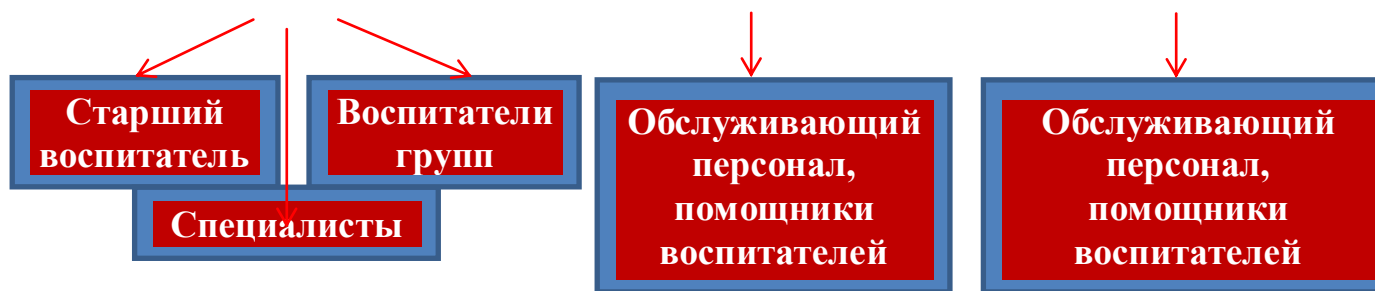 Старший
воспитатель
Воспитатели
групп
Специалисты
Обслуживающий
персонал,
помощники
воспитателей
Обслуживающий
персонал,
помощники
воспитателей